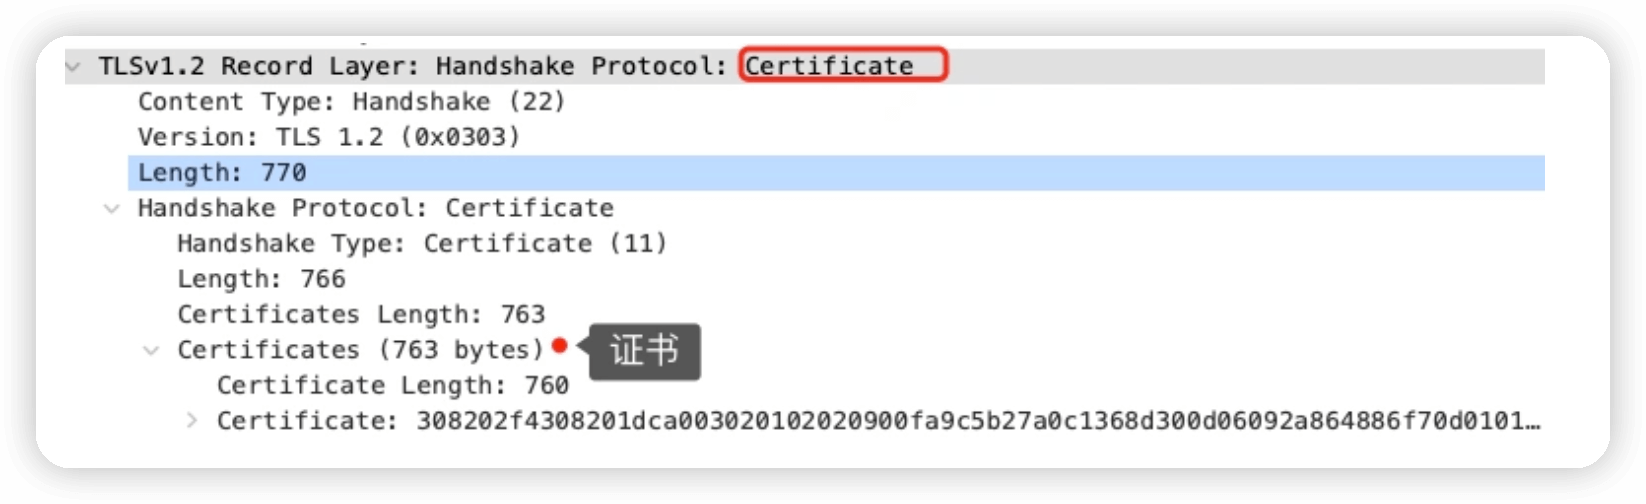 TLSv1.2 Record Layer: Handshake Protocol: Certificate
Content Type: Handshake (22)
Version: TLS 1.2 (0x0303)
Length: 770
Handshake Protocol: Certificate
Handshake Type: Certificate (11)
Length: 766
Certificates Length: 763
Certificates (763 bytes) 证书
Certificate Length: 760
Certificate: 308202f4308201dca003020102020900fa9c5b27a0c1368d300d06092a864886f70d0101…